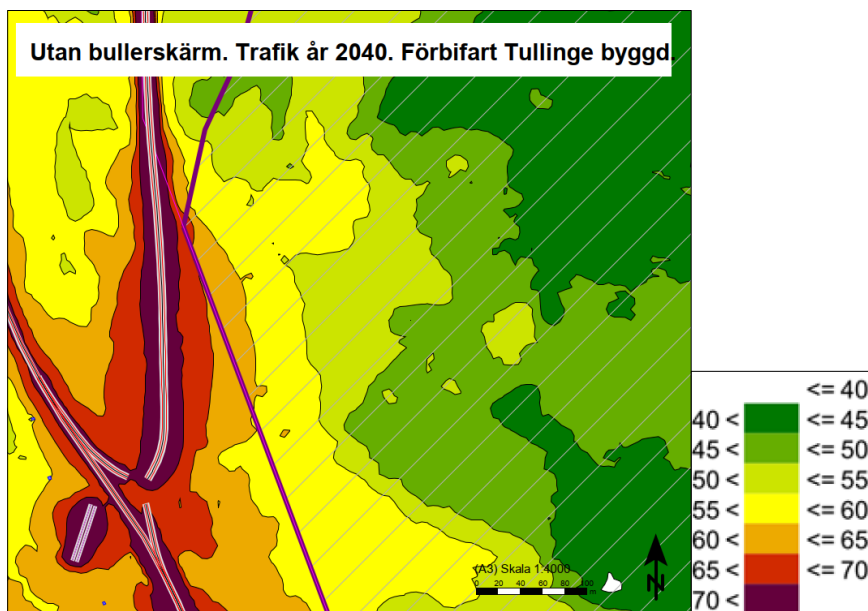 Utan bullerskärm. Trafik år 2040. Förbifart Tullinge byggd.
(A3) Skala 1:4000
0 20 40 60 80 100
m
N
<= 40
40 < <= 45
45 < <= 50
50 < <= 55
55 < <= 60
60 < <= 65
65 < <= 70
70 <